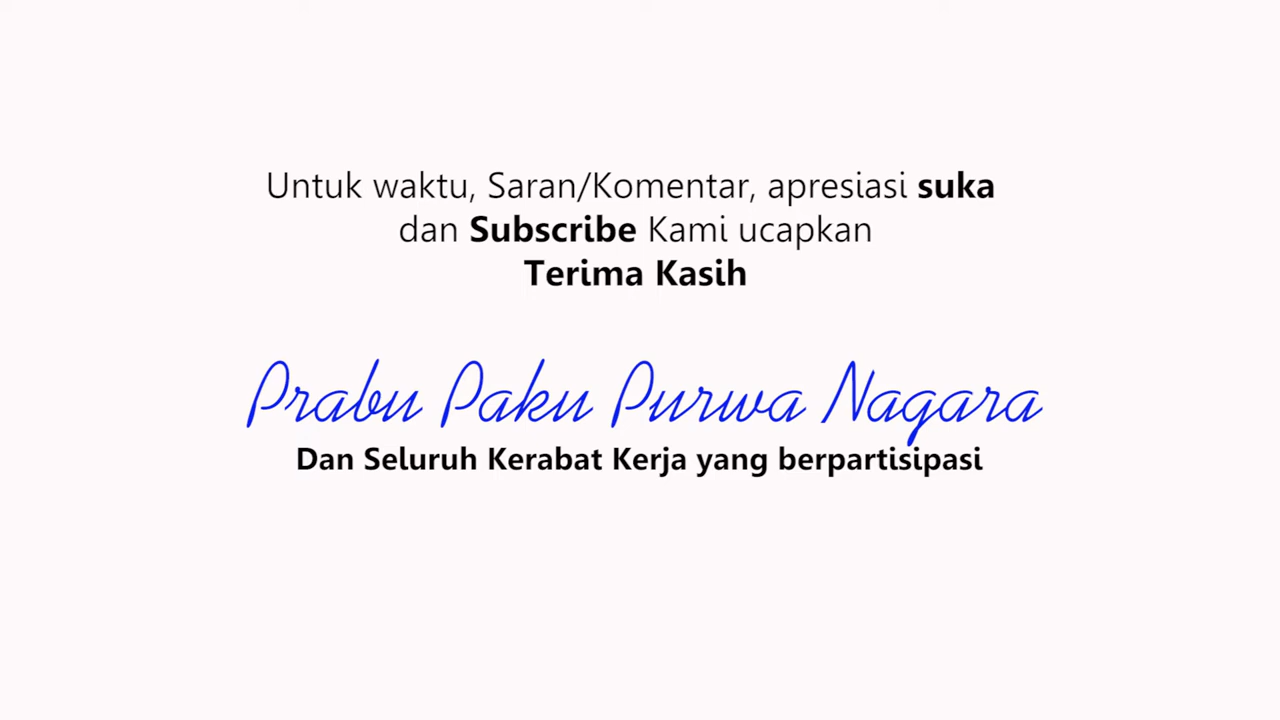 Untuk waktu, Saran/Komentar, apresiasi suka
dan Subscribe Kami ucapkan
Terima Kasih
Prabu Paku Purwa Nagara
Dan Seluruh Kerabat Kerja yang berpartisipasi